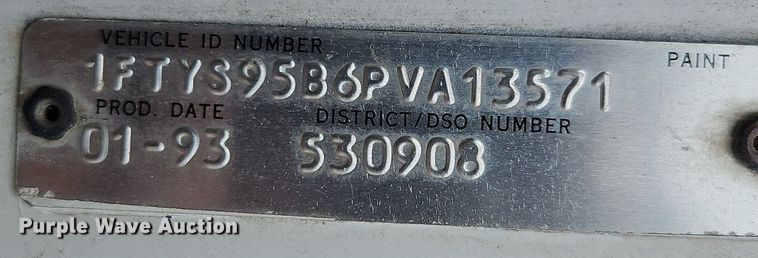 VEHICLE ID NUMBER
1FTYS95B6PVA13571
PAINT
PROD. DATE DISTRICT/DSO NUMBER
01-93 530908
Purple Wave Auction